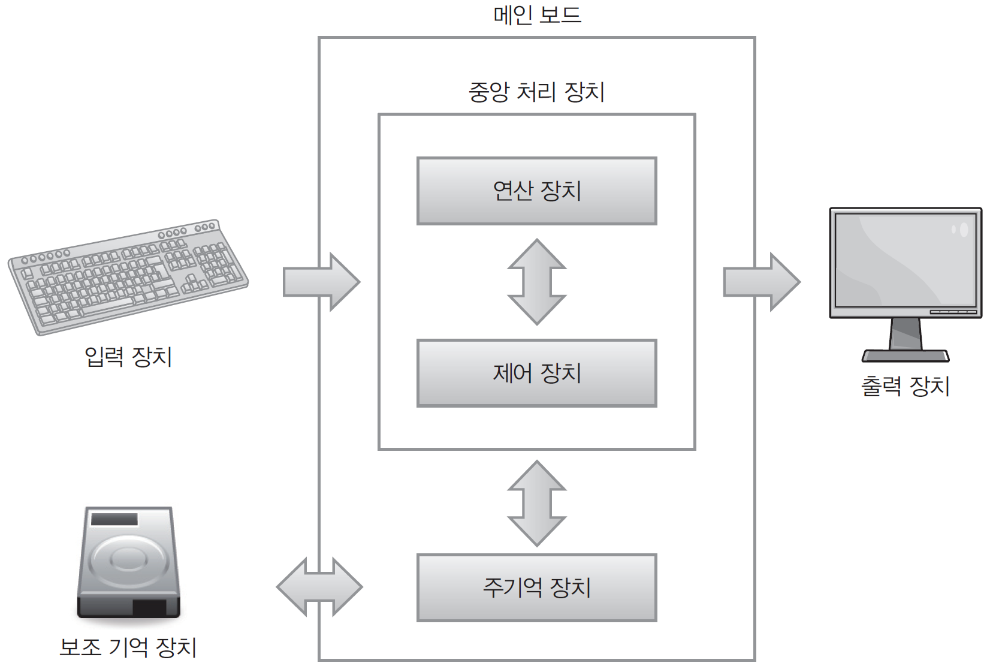 메인 보드
중앙 처리 장치
연산 장치
제어 장치
입력 장치
출력 장치
주기억 장치
보조 기억 장치